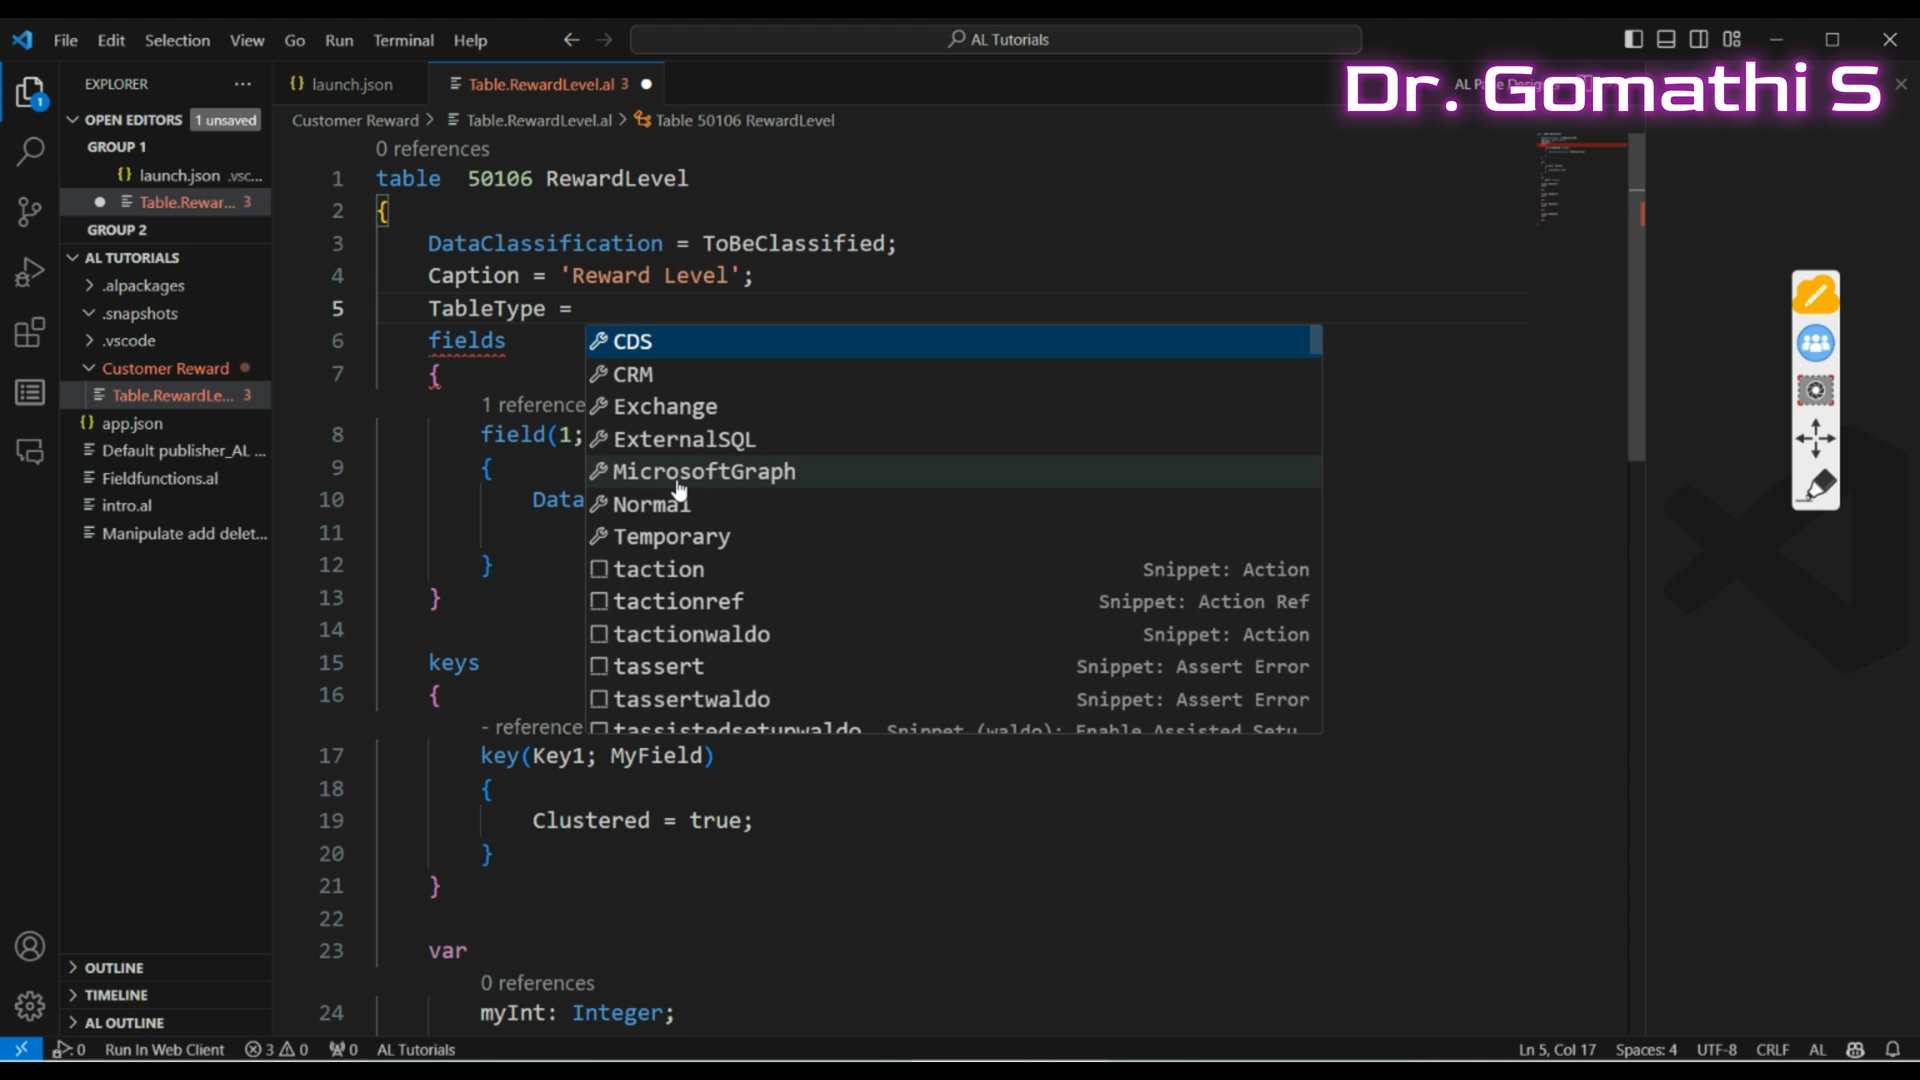 File Edit Selection View Go Run Terminal Help
AL Tutorials
Dr. Gomathi S
EXPLORER
OPEN EDITORS 1 unsaved
GROUP 1
launch.json .vsc...
Table.Rewar... 3
GROUP 2
AL TUTORIALS
.alpackages
.snapshots
.vscode
Customer Reward
Table.RewardLe... 3
app.json
Default publisher_AL ...
Fieldfunctions.al
intro.al
Manipulate add delet...
OUTLINE
TIMELINE
AL OUTLINE
launch.json
Table.RewardLevel.al 3
Customer Reward > Table.RewardLevel.al > Table 50106 RewardLevel
0 references
1 table 50106 RewardLevel
2 {
3 DataClassification = ToBeClassified;
4 Caption = 'Reward Level';
5 TableType =
6 fields
7 {
1 reference
8 field(1;
9 {
10 Data
11
12 }
13 }
14
15 keys
16 {
- reference
17 key(Key1; MyField)
18 {
19 Clustered = true;
20 }
21 }
22
23 var
0 references
24 myInt: Integer;
CDS
CRM
Exchange
ExternalSQL
MicrosoftGraph
Normal
Temporary
taction Snippet: Action
tactionref Snippet: Action Ref
tactionwaldo Snippet: Action
tassert Snippet: Assert Error
tassertwaldo Snippet: Assert Error
tassistedsetupwaldo Snippet (waldo): Enable Assisted Setu
1
0 Run In Web Client 3 0 0 AL Tutorials
Ln 5, Col 17 Spaces: 4 UTF-8 CRLF AL